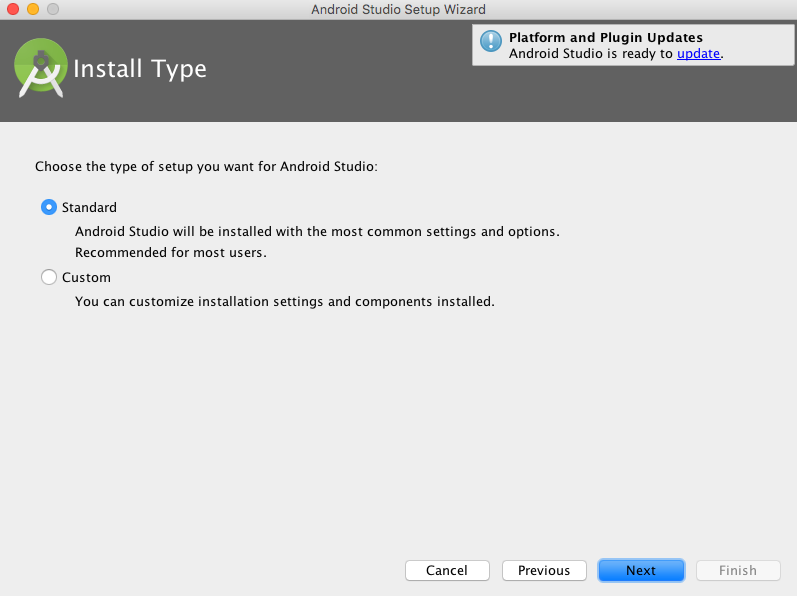 Android Studio Setup Wizard
Install Type
Platform and Plugin Updates
Android Studio is ready to update.
Choose the type of setup you want for Android Studio:
Standard
Android Studio will be installed with the most common settings and options.
Recommended for most users.
Custom
You can customize installation settings and components installed.
Cancel
Previous
Next
Finish